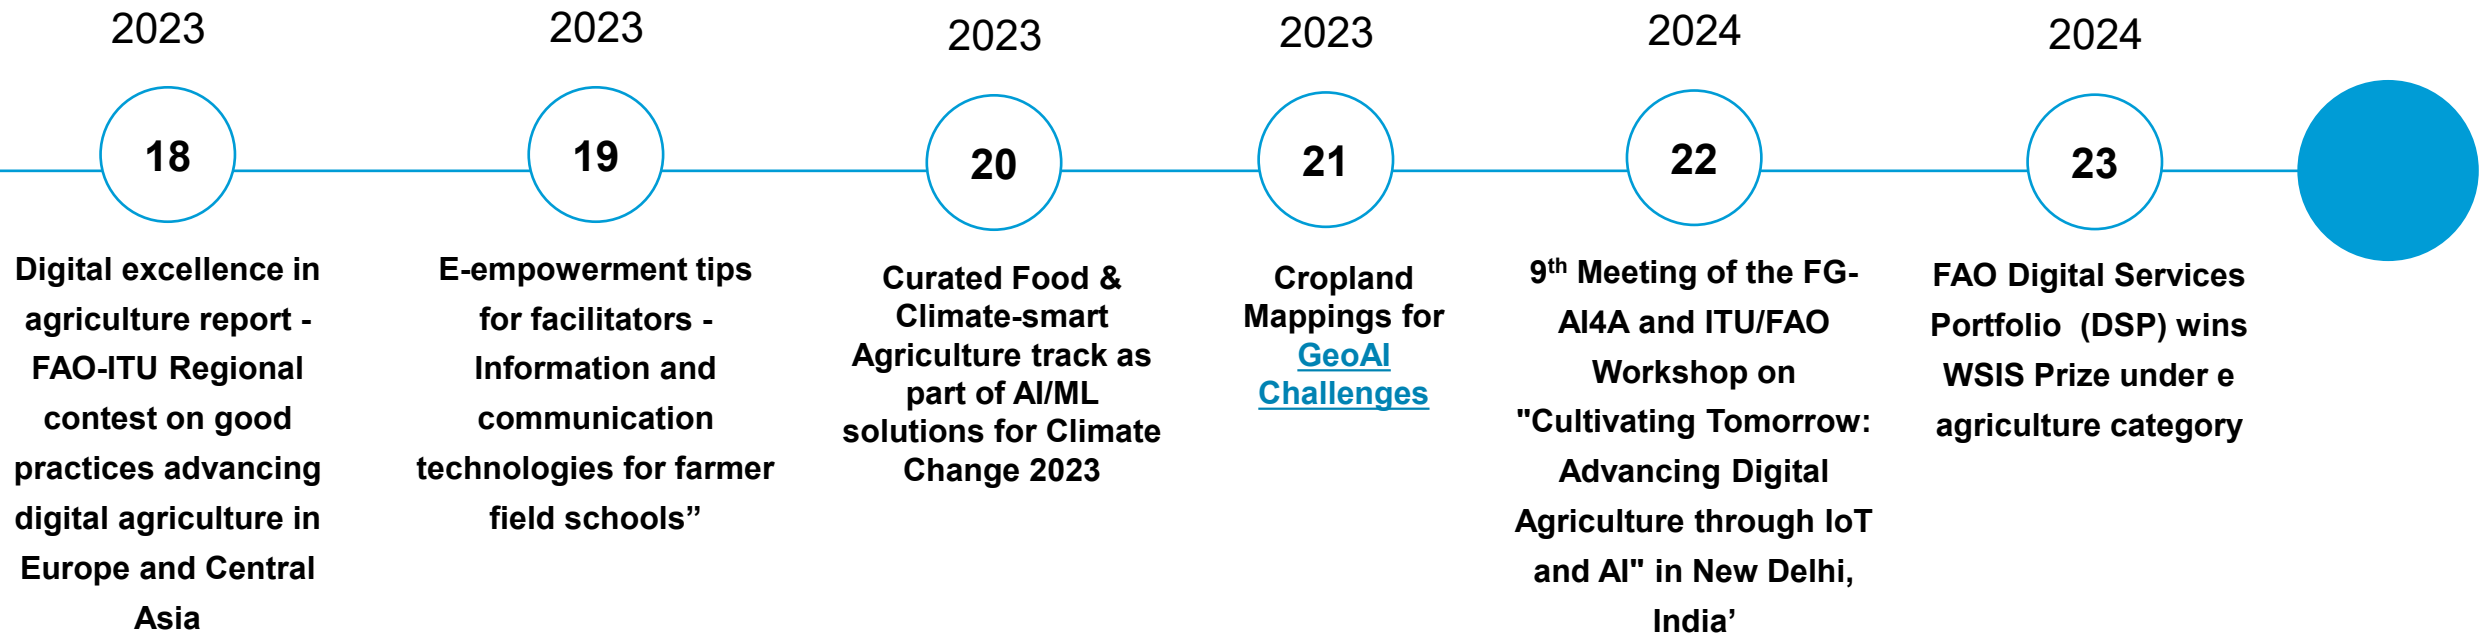 2023
18
Digital excellence in
agriculture report -
FAO-ITU Regional
contest on good
practices advancing
digital agriculture in
Europe and Central
Asia
2023
19
E-empowerment tips
for facilitators -
Information and
communication
technologies for farmer
field schools”
2023
20
Curated Food &
Climate-smart
Agriculture track as
part of AI/ML
solutions for Climate
Change 2023
2023
21
Cropland
Mappings for
GeoAI
Challenges
2024
22
9th Meeting of the FG-
AI4A and ITU/FAO
Workshop on
"Cultivating Tomorrow:
Advancing Digital
Agriculture through IoT
and AI" in New Delhi,
India’
2024
23
FAO Digital Services
Portfolio  (DSP) wins
WSIS Prize under e
agriculture category